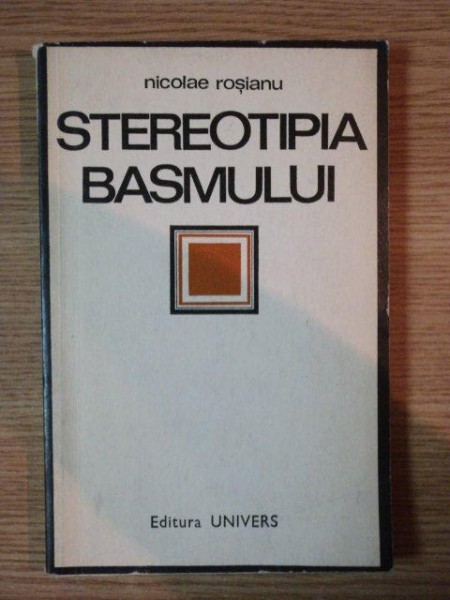 nicolae roșianu
STEREOTIPIA
BASMULUI
Editura UNIVERS